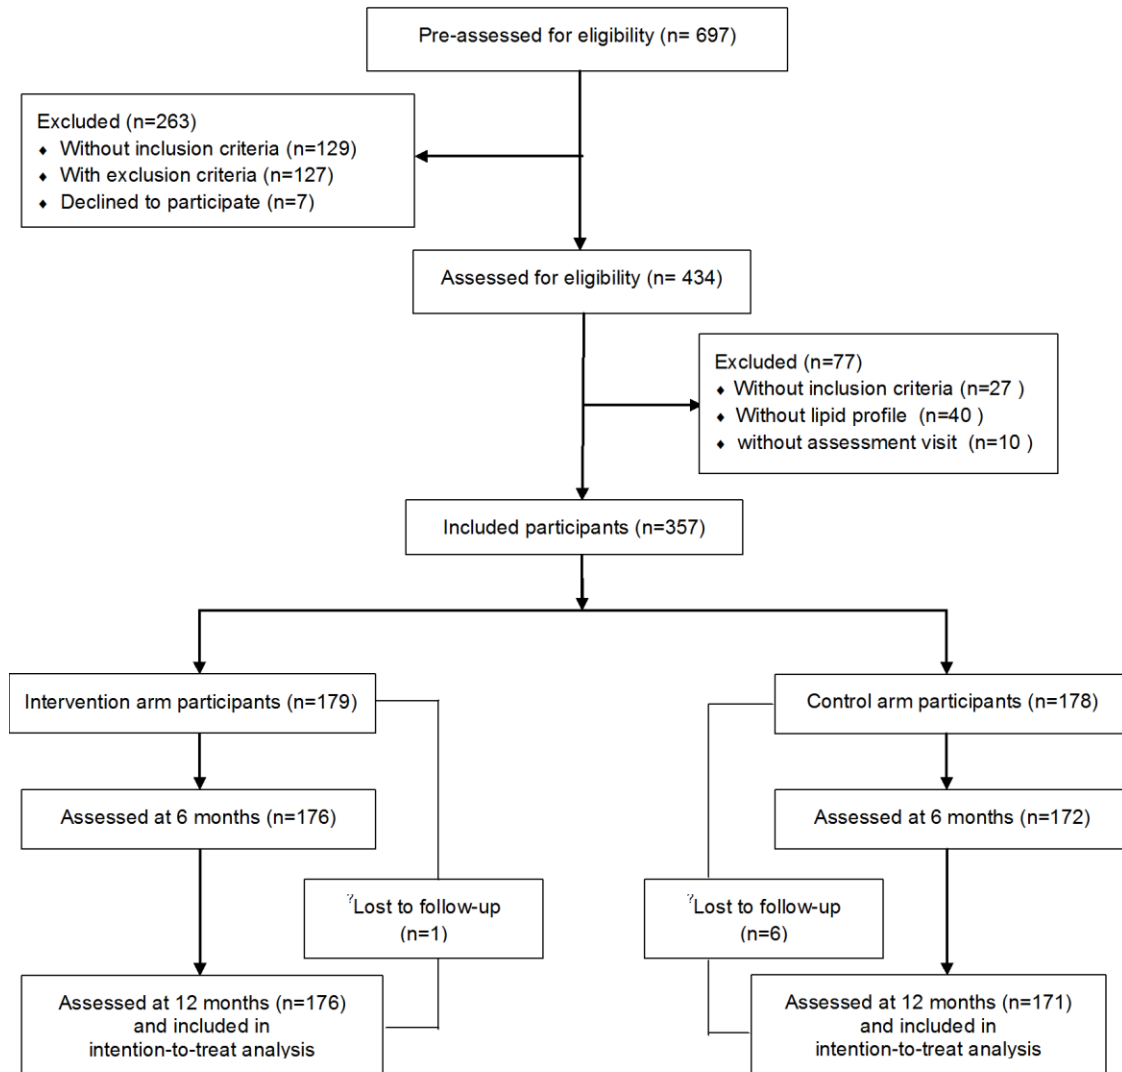 Pre-assessed for eligibility (n= 697)
Excluded (n=263)
♦ Without inclusion criteria (n=129)
♦ With exclusion criteria (n=127)
♦ Declined to participate (n=7)
Assessed for eligibility (n= 434)
Excluded (n=77)
♦ Without inclusion criteria (n=27 )
♦ Without lipid profile (n=40 )
♦ without assessment visit (n=10 )
Included participants (n=357)
Intervention arm participants (n=179)
Control arm participants (n=178)
Assessed at 6 months (n=176)
Assessed at 6 months (n=172)
?Lost to follow-up
(n=1)
?Lost to follow-up
(n=6)
Assessed at 12 months (n=176)
and included in
intention-to-treat analysis
Assessed at 12 months (n=171)
and included in
intention-to-treat analysis